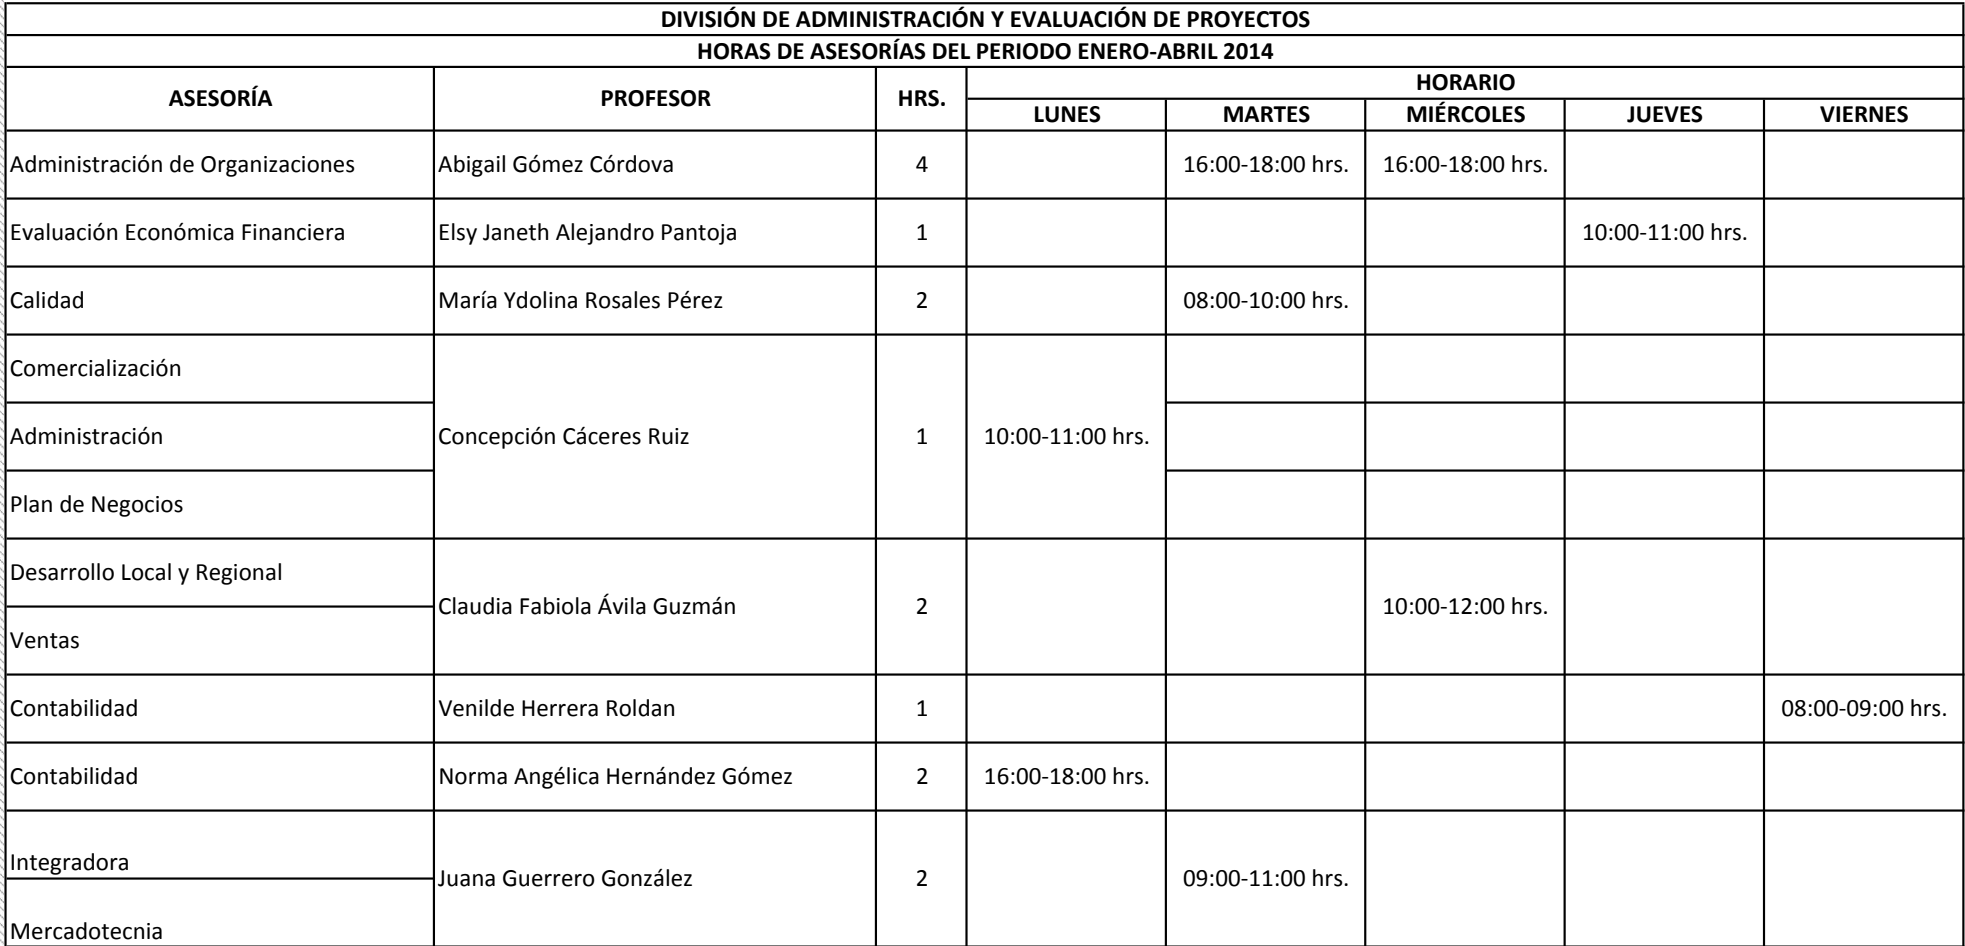 DIVISIÓN DE ADMINISTRACIÓN Y EVALUACIÓN DE PROYECTOS
HORAS DE ASESORÍAS DEL PERIODO ENERO-ABRIL 2014
ASESORÍA PROFESOR HRS. HORARIO
LUNES MARTES MIÉRCOLES JUEVES VIERNES
Administración de Organizaciones Abigail Gómez Córdova 4 16:00-18:00 hrs. 16:00-18:00 hrs.
Evaluación Económica Financiera Elsy Janeth Alejandro Pantoja 1 10:00-11:00 hrs.
Calidad María Ydolina Rosales Pérez 2 08:00-10:00 hrs.
Comercialización
Administración Concepción Cáceres Ruiz 1 10:00-11:00 hrs.
Plan de Negocios
Desarrollo Local y Regional
Claudia Fabiola Ávila Guzmán 2 10:00-12:00 hrs.
Ventas
Contabilidad Venilde Herrera Roldan 1 08:00-09:00 hrs.
Contabilidad Norma Angélica Hernández Gómez 2 16:00-18:00 hrs.
Integradora
Juana Guerrero González 2 09:00-11:00 hrs.
Mercadotecnia